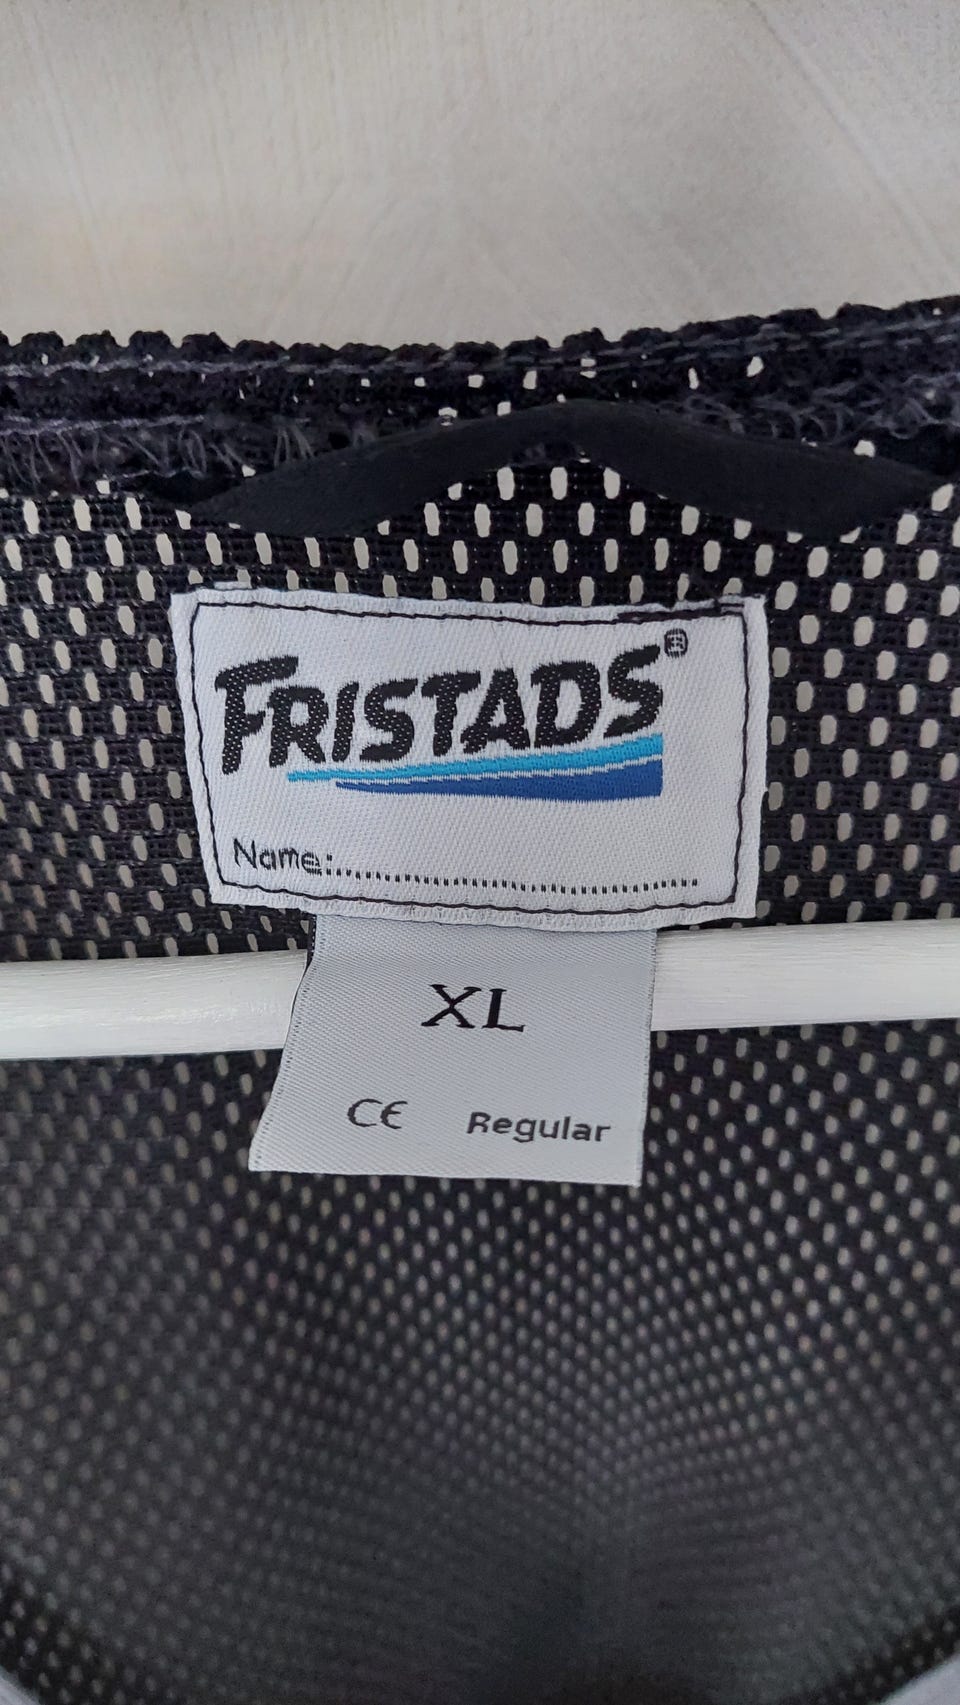 FRISTADS®
Name:................................................
XL
CE Regular